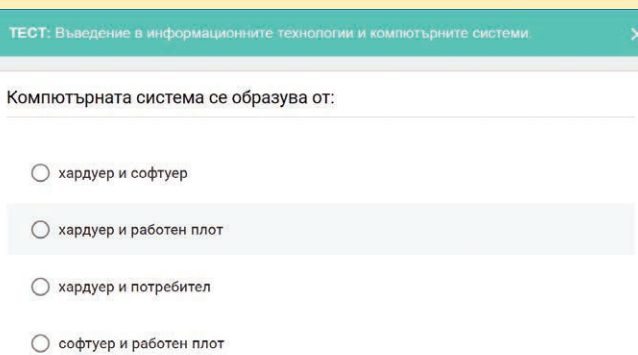 ТЕСТ: Въведение в информационните технологии и компютърните системи.
Компютърната система се образува от:
хардуер и софтуер
хардуер и работен плот
хардуер и потребител
софтуер и работен плот